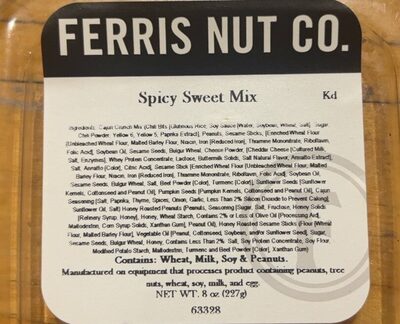 FERRIS NUT CO.
Spicy Sweet Mix Kd
Ingredients: Cajun Crunch Mix (Chili Bits [Glutinous Rice, Soy Sauce (Water, Soybean, Wheat, Salt), Sugar
Chili Powder, Yellow 6, Yellow 5, Paprika Extract], Peanuts, Sesame Sticks, [Enriched Wheat Flour
(Unbleached Wheat Flour, Malted Barley Flour, Niacin, Iron (Reduced Iron), Thiamine Mononitrate, Riboflavin,
Folic Acid), Soybean Oil, Sesame Seeds, Bulgur Wheat, Cheese Powder, (Cheddar Cheese [Cultured Milk,
Salt, Enzymes], Whey Protein Concentrate, Lactose, Buttermilk Solids, Salt Natural Flavor, Annatto Extract),
Salt, Annatto (Color), Citric Acid], Sesame Stick [Enriched Wheat Flour (Unbleached Wheat Flour, Malted
Barley Flour, Niacin, Iron (Reduced Iron), Thiamine Mononitrate, Riboflavin, Folic Acid), Soybean Oil,
Sesame Seeds, Bulgur Wheat, Salt, Beet Powder (Color), Turmeric (Color)], Sunflower Seeds [Sunflower
Kernels, Cottonseed and Peanut Oil], Pumpkin Seeds [Pumpkin Kernels, Cottonseed and Peanut Oil], Cajun
Seasoning [Salt, Paprika, Thyme, Spices, Onion, Garlic, Less Than 2% Silicon Dioxide to Prevent Caking]
Sunflower Oil, Salt) Honey Roasted Peanuts (Peanuts, Seasoning [Sugar, Salt, Fructose, Honey Solids
(Refinery Syrup, Honey), Honey, Wheat Starch, Contains 2% or Less of Olive Oil (Processing Aid),
Maltodextrin, Corn Syrup Solids, Xanthan Gum], Peanut Oil) Honey Roasted Sesame Sticks (Flour [Wheat
Flour, Malted Barley Flour], Vegetable Oil [Peanut, Cottonseed, Soybean, and/or Sunflower Seed], Sugar,
Sesame Seeds, Bulgur Wheat, Honey, Contains Less Than 2% Salt, Soy Protein Concentrate, Soy Flour,
Modified Potato Starch, Maltodextrin, Turmeric and Beet Powder [Color], Xanthan Gum)
Contains: Wheat, Milk, Soy & Peanuts.
Manufactured on equipment that processes product containing peanuts, tree
nuts, wheat, soy, milk, and egg.
NET WT. 8 oz (227g)
63328